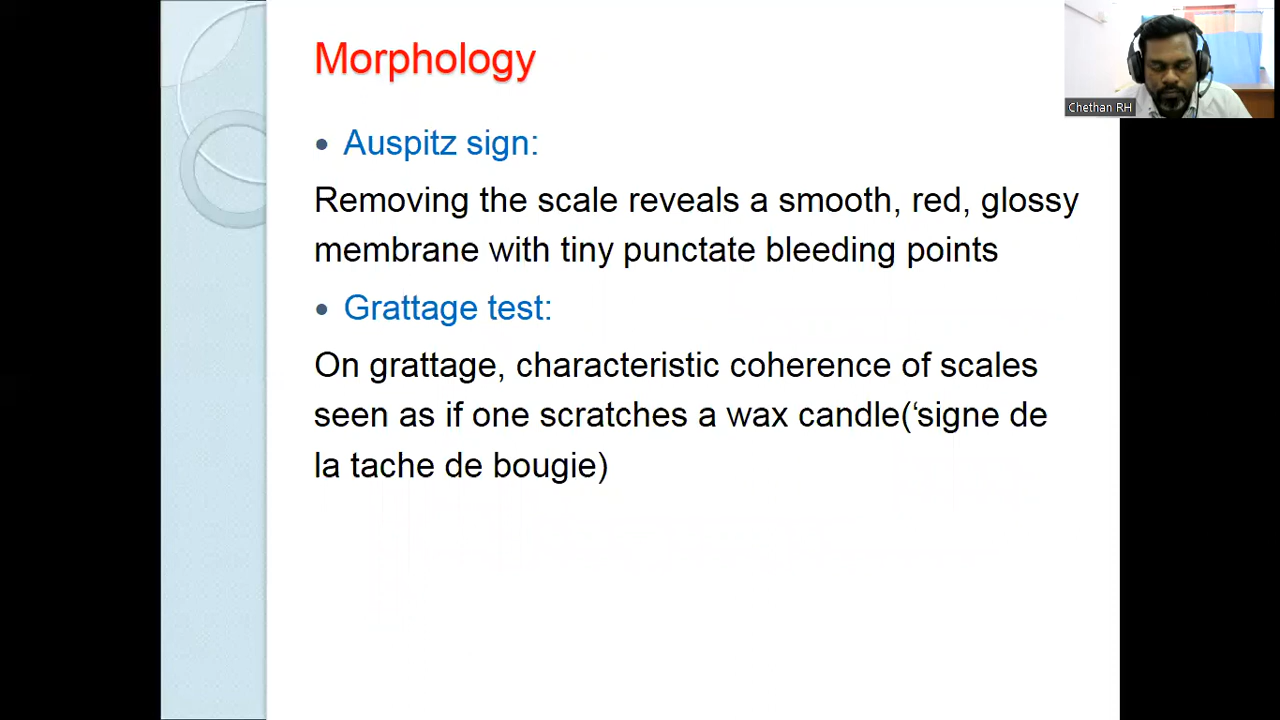 Morphology
Chethan RH
• Auspitz sign:
Removing the scale reveals a smooth, red, glossy
membrane with tiny punctate bleeding points
• Grattage test:
On grattage, characteristic coherence of scales
seen as if one scratches a wax candle(‘signe de
la tache de bougie)